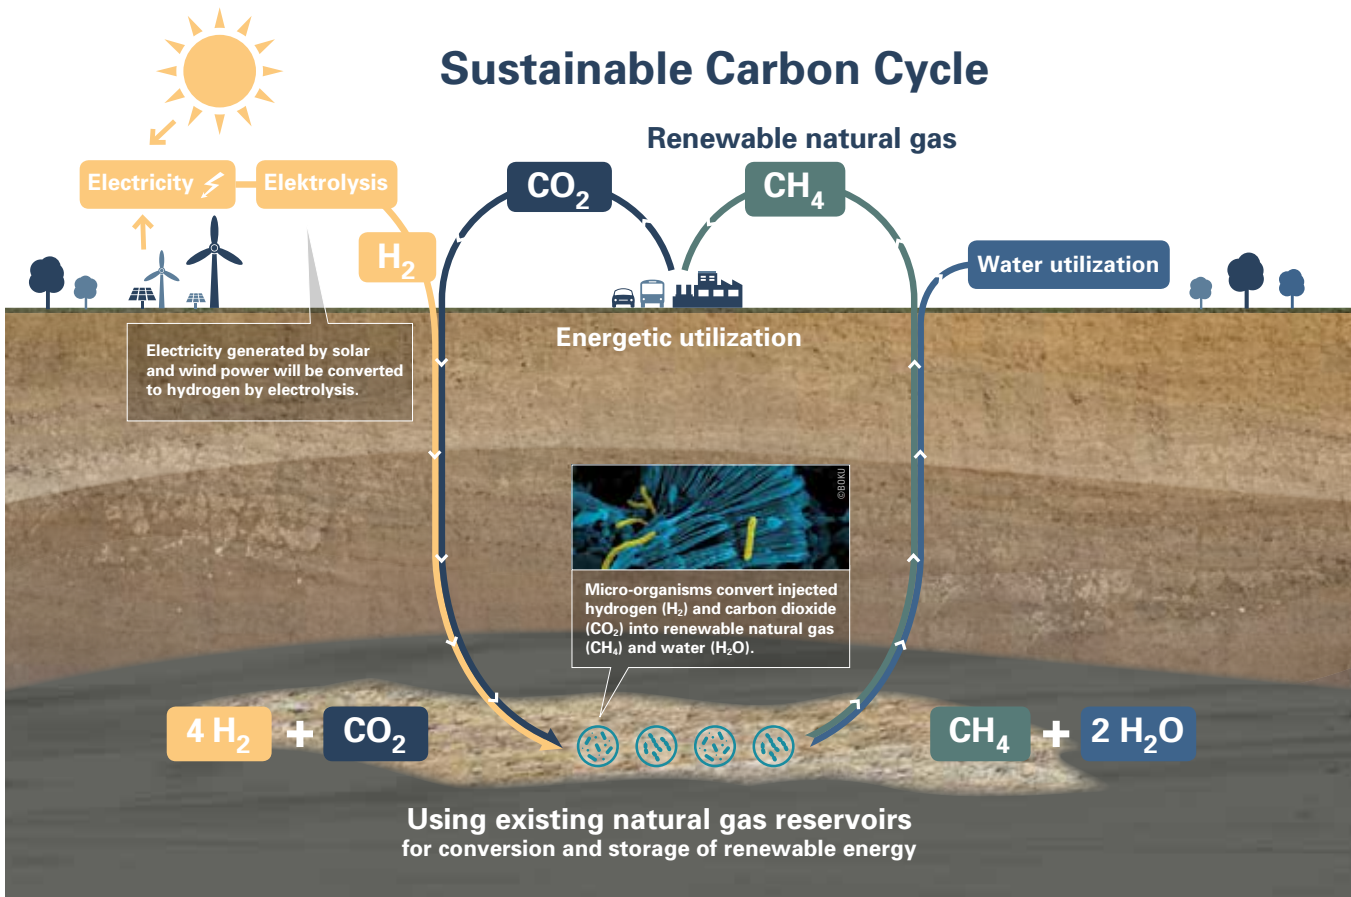 Sustainable Carbon Cycle
Renewable natural gas
Electricity
Elektrolysis
CO₂
CH₄
H₂
Water utilization
Energetic utilization
Electricity generated by solar
and wind power will be converted
to hydrogen by electrolysis.
©BOKU
Micro-organisms convert injected
hydrogen (H₂) and carbon dioxide
(CO₂) into renewable natural gas
(CH₄) and water (H₂O).
4 H₂ + CO₂
CH₄ + 2 H₂O
Using existing natural gas reservoirs
for conversion and storage of renewable energy